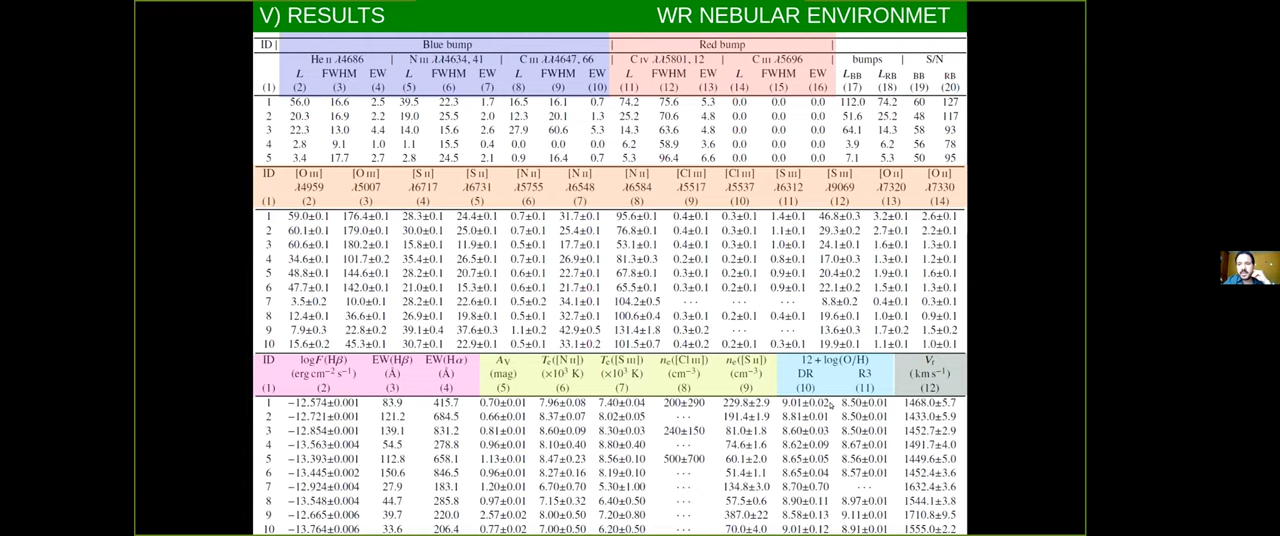 V) RESULTS WR NEBULAR ENVIRONMET
ID | Blue bump | Red bump |
He II λ4686 | N III λλ4634, 41 | C III λ4647, 66 | C IV λλ5801, 12 | C III λ5696 | bumps | S/N
L FWHM EW L FWHM EW L FWHM EW L FWHM EW L FWHM EW L_BB L_RB BB RB
(1) (2) (3) (4) (5) (6) (7) (8) (9) (10) (11) (12) (13) (14) (15) (16) (17) (18) (19) (20)
1 56.0 16.6 2.5 39.5 22.3 1.7 16.5 16.1 0.7 74.2 75.6 5.3 0.0 0.0 0.0 112.0 74.2 60 127
2 20.3 16.9 2.2 19.0 25.5 2.0 12.3 20.1 1.3 25.2 70.6 4.8 0.0 0.0 0.0 51.6 25.2 48 117
3 22.3 13.0 4.4 14.0 15.6 2.6 27.9 60.6 5.3 14.3 63.6 4.8 0.0 0.0 0.0 64.1 14.3 58 93
4 2.8 9.1 1.0 1.1 15.5 0.4 0.0 0.0 0.0 6.2 58.9 3.6 0.0 0.0 0.0 3.9 6.2 56 78
5 3.4 17.7 2.7 2.8 24.5 2.1 0.9 16.4 0.7 5.3 96.4 6.6 0.0 0.0 0.0 7.1 5.3 50 95
ID [O III] [O III] [S II] [S II] [N II] [N II] [N II] [Cl III] [Cl III] [S III] [S III] [O II] [O II]
λ4959 λ5007 λ6717 λ6731 λ5755 λ6548 λ6584 λ5517 λ5537 λ6312 λ9069 λ7320 λ7330
(1) (2) (3) (4) (5) (6) (7) (8) (9) (10) (11) (12) (13) (14)
1 59.0±0.1 176.4±0.1 28.3±0.1 24.4±0.1 0.7±0.1 31.7±0.1 95.6±0.1 0.4±0.1 0.3±0.1 1.4±0.1 46.8±0.3 3.2±0.1 2.6±0.1
2 60.1±0.1 179.0±0.1 30.0±0.1 25.0±0.1 0.7±0.1 25.4±0.1 76.8±0.1 0.4±0.1 0.3±0.1 1.1±0.1 29.3±0.2 2.7±0.1 2.2±0.1
3 60.6±0.1 180.2±0.1 15.8±0.1 11.9±0.1 0.5±0.1 17.7±0.1 53.1±0.1 0.4±0.1 0.3±0.1 1.0±0.1 24.1±0.1 1.6±0.1 1.3±0.1
4 34.6±0.1 101.7±0.2 35.4±0.1 26.5±0.1 0.7±0.1 26.9±0.1 81.3±0.3 0.2±0.1 0.2±0.1 0.8±0.1 17.0±0.3 1.3±0.1 1.2±0.1
5 48.8±0.1 144.6±0.1 28.2±0.1 20.7±0.1 0.6±0.1 22.7±0.1 67.8±0.1 0.3±0.1 0.2±0.1 0.9±0.1 20.4±0.2 1.9±0.1 1.6±0.1
6 47.7±0.1 142.0±0.1 21.0±0.1 15.3±0.1 0.6±0.1 21.7±0.1 65.5±0.1 0.3±0.1 0.2±0.1 0.9±0.1 22.1±0.2 1.5±0.1 1.3±0.1
7 3.5±0.2 10.0±0.1 28.2±0.1 22.6±0.1 0.5±0.2 34.1±0.1 104.2±0.5 ··· ··· ··· 8.8±0.2 0.4±0.1 0.3±0.1
8 12.4±0.1 36.6±0.1 26.9±0.1 19.8±0.1 0.5±0.1 32.7±0.1 100.6±0.4 0.3±0.1 0.2±0.1 0.4±0.1 19.6±0.1 1.0±0.1 0.9±0.1
9 7.9±0.3 22.8±0.2 39.1±0.4 37.6±0.3 1.1±0.2 42.9±0.5 131.4±1.8 0.3±0.2 ··· ··· 13.6±0.3 1.7±0.2 1.5±0.2
10 15.6±0.2 45.3±0.1 30.7±0.1 22.9±0.1 0.5±0.1 33.1±0.2 101.5±0.7 0.4±0.1 0.2±0.1 0.3±0.1 19.9±0.1 1.1±0.1 1.0±0.1
ID logF(Hβ) EW(Hβ) EW(Hα) A_V T_e([N II]) T_e([S III]) n_e([Cl III]) n_e([S II]) 12 + log(O/H) V_r
(erg cm⁻² s⁻¹) (Å) (Å) (mag) (×10³ K) (×10³ K) (cm⁻³) (cm⁻³) DR R3 (km s⁻¹)
(1) (2) (3) (4) (5) (6) (7) (8) (9) (10) (11) (12)
1 −12.574±0.001 83.9 415.7 0.70±0.01 7.96±0.08 7.40±0.04 200±290 229.8±2.9 9.01±0.02 8.50±0.01 1468.0±5.7
2 −12.721±0.001 121.2 684.5 0.66±0.01 8.37±0.07 8.02±0.05 ··· 191.4±1.9 8.81±0.01 8.50±0.01 1433.0±5.9
3 −12.854±0.001 139.1 831.2 0.81±0.01 8.60±0.09 8.30±0.03 240±150 81.0±1.8 8.60±0.03 8.50±0.01 1452.7±2.9
4 −13.563±0.004 54.5 278.8 0.96±0.01 8.10±0.40 8.80±0.40 ··· 74.6±1.6 8.62±0.09 8.67±0.01 1491.7±4.0
5 −13.393±0.001 112.8 658.1 1.13±0.01 8.47±0.23 8.56±0.10 500±700 60.1±2.0 8.65±0.05 8.56±0.01 1449.6±5.0
6 −13.445±0.002 150.6 846.5 0.96±0.01 8.27±0.16 8.19±0.10 ··· 51.4±1.1 8.65±0.04 8.57±0.01 1452.4±3.6
7 −12.924±0.004 27.9 183.1 1.20±0.01 6.70±0.70 5.30±1.00 ··· 134.8±3.0 8.70±0.70 ··· 1632.4±3.6
8 −13.548±0.004 44.7 285.8 0.97±0.01 7.15±0.32 6.40±0.50 ··· 57.5±0.6 8.90±0.11 8.97±0.01 1544.1±3.8
9 −12.665±0.006 39.7 220.0 2.57±0.02 8.00±0.50 7.20±0.80 ··· 387.0±22 8.58±0.13 9.11±0.01 1710.8±9.5
10 −13.764±0.006 33.6 206.4 0.77±0.02 7.00±0.50 6.20±0.50 ··· 70.0±4.0 9.01±0.12 8.91±0.01 1555.0±2.2